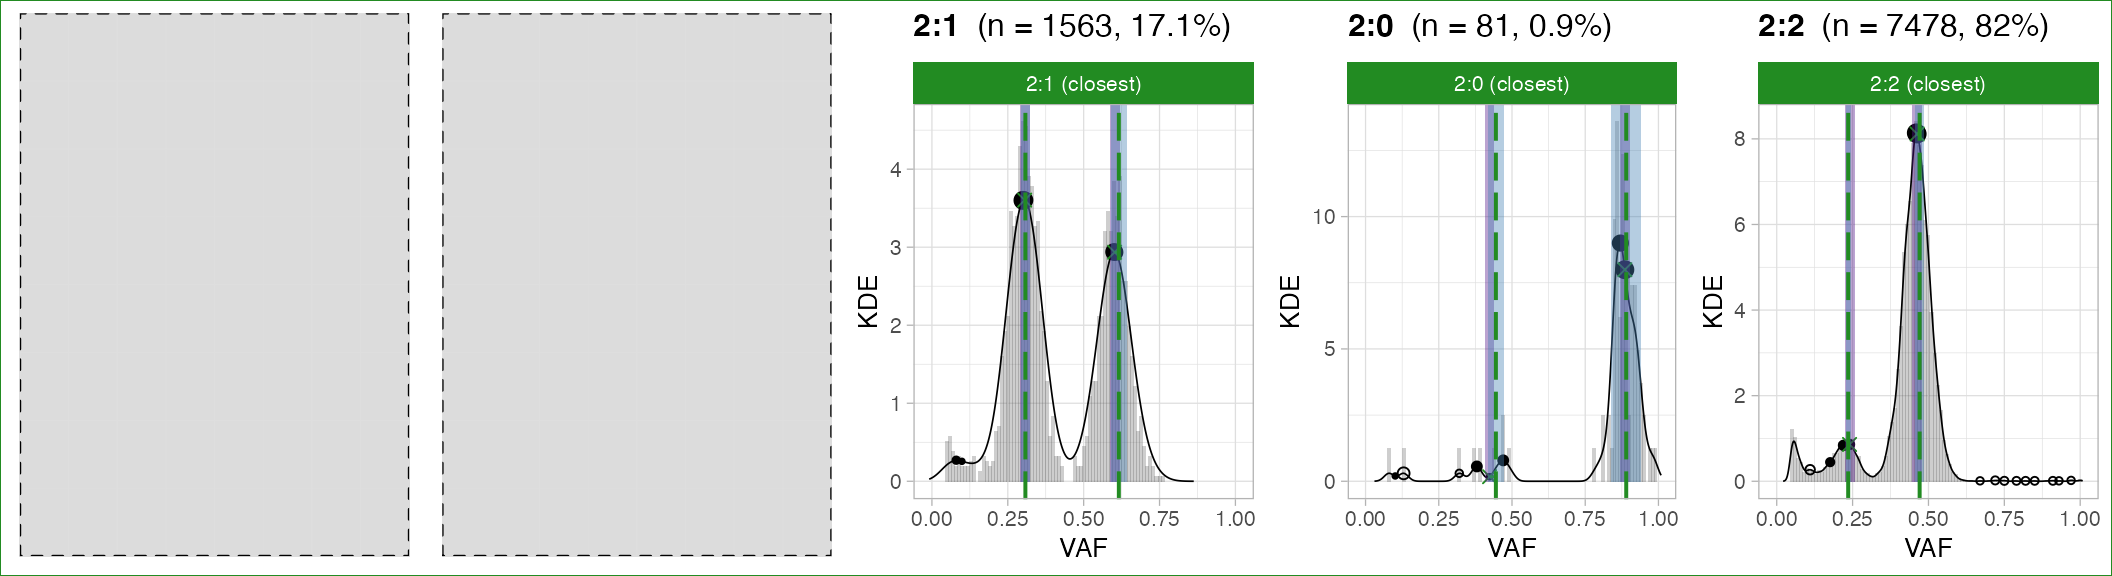 2:1 (n = 1563, 17.1%)
2:1 (closest)
KDE
4
3
2
1
0
0.00 0.25 0.50 0.75 1.00
VAF
2:0 (n = 81, 0.9%)
2:0 (closest)
KDE
10
5
0
0.00 0.25 0.50 0.75 1.00
VAF
2:2 (n = 7478, 82%)
2:2 (closest)
KDE
8
6
4
2
0
0.00 0.25 0.50 0.75 1.00
VAF